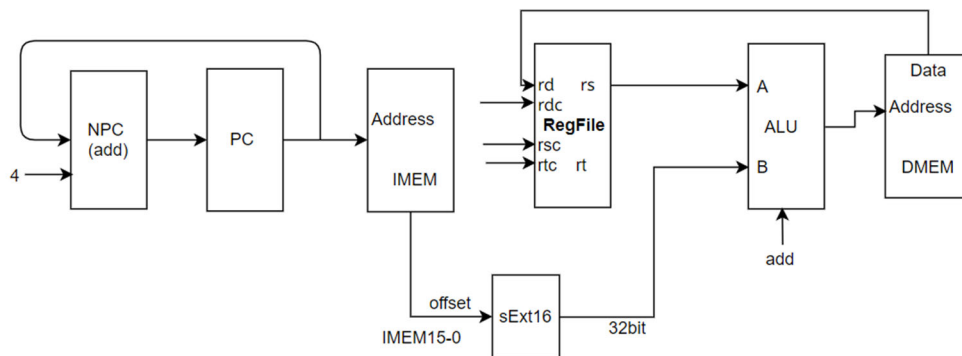 NPC
(add)
4
PC
Address
IMEM
rd rs
rdc
RegFile
rsc
rtc rt
A
ALU
B
add
Data
Address
DMEM
offset
IMEM15-0
sExt16
32bit